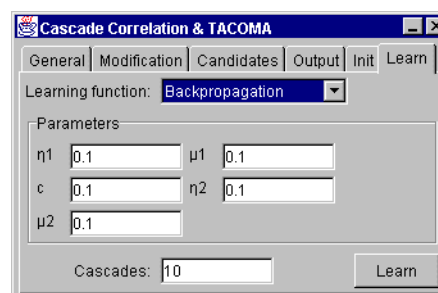 Cascade Correlation & TACOMA
General Modification Candidates Output Init Learn
Learning function: Backpropagation
Parameters
η1 0.1 μ1 0.1
c 0.1 η2 0.1
μ2 0.1
Cascades: 10 Learn